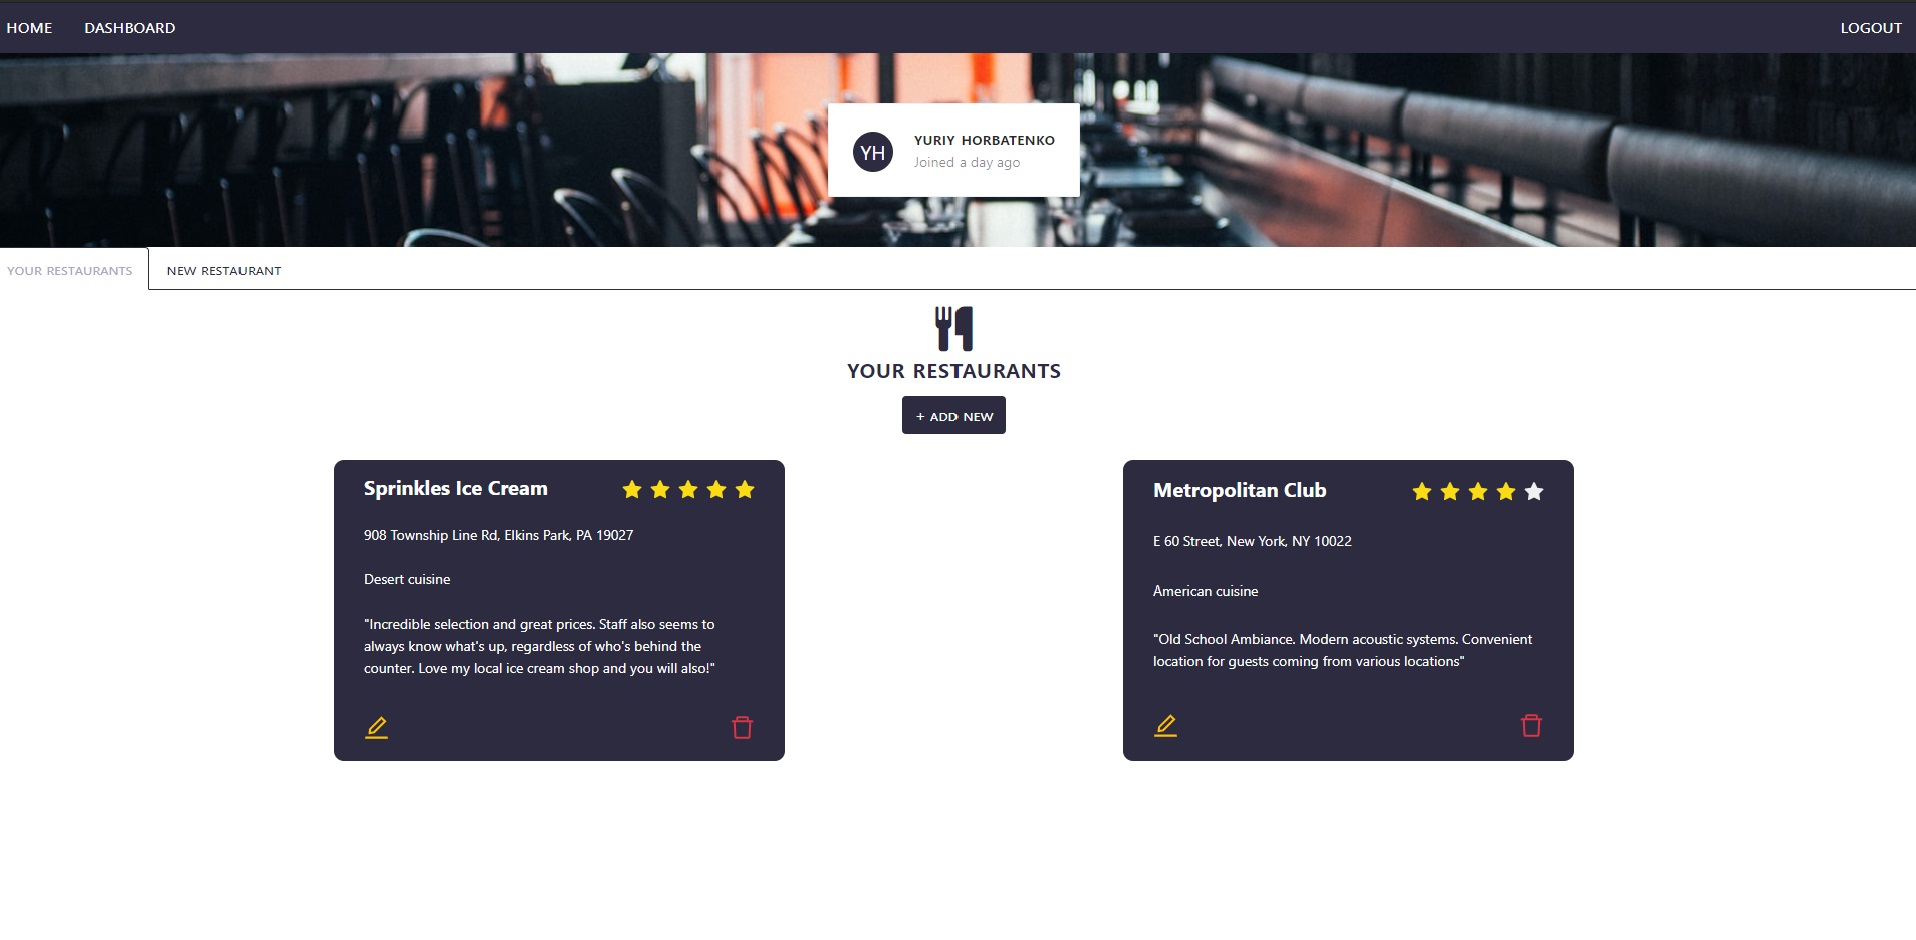 HOME DASHBOARD LOGOUT
YH
YURIY HORBATENKO
Joined a day ago
YOUR RESTAURANTS NEW RESTAURANT
YOUR RESTAURANTS
+ ADD NEW
Sprinkles Ice Cream
908 Township Line Rd, Elkins Park, PA 19027
Desert cuisine
"Incredible selection and great prices. Staff also seems to
always know what's up, regardless of who's behind the
counter. Love my local ice cream shop and you will also!"
Metropolitan Club
E 60 Street, New York, NY 10022
American cuisine
"Old School Ambiance. Modern acoustic systems. Convenient
location for guests coming from various locations"